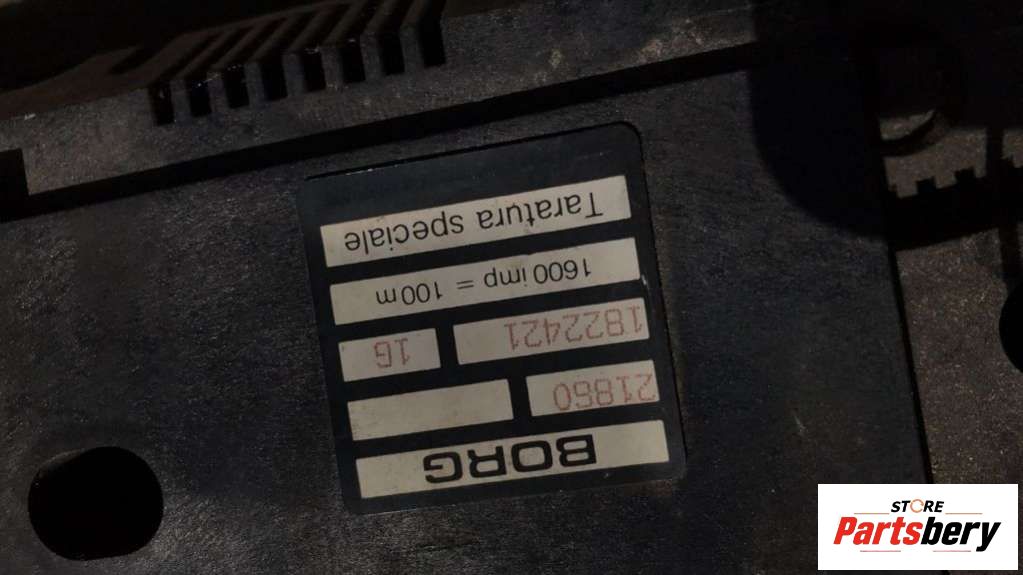 BORG
21860
1822421 1G
1600 imp = 100 m
Taratura speciale
STORE
Partsbery